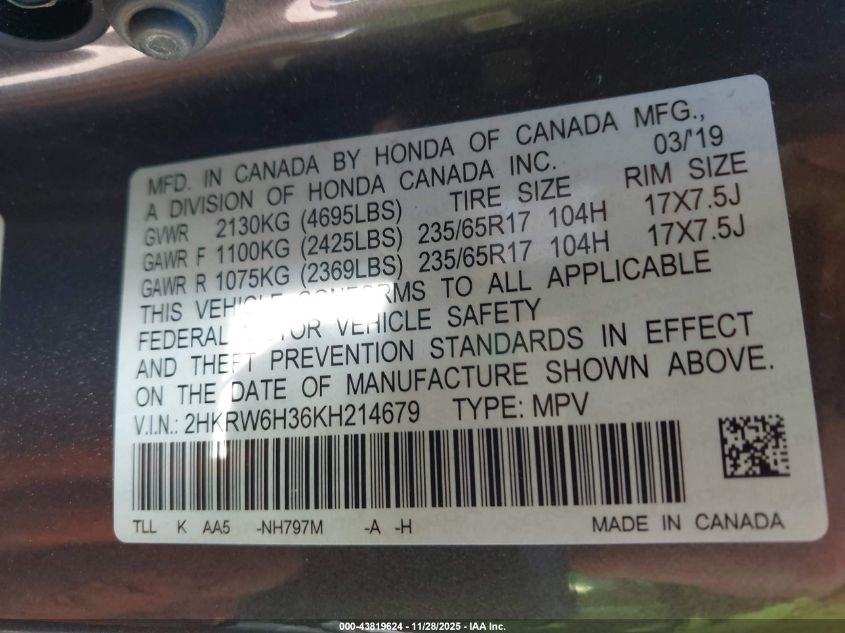 MFD. IN CANADA BY HONDA OF CANADA MFG.,
A DIVISION OF HONDA CANADA INC. 03/'19
GVWR 2130KG (4695LBS) TIRE SIZE RIM SIZE
GAWR F 1100KG (2425LBS) 235/65R17 104H 17X7.5J
GAWR R 1075KG (2369LBS) 235/65R17 104H 17X7.5J
THIS VEHICLE CONFORMS TO ALL APPLICABLE
FEDERAL MOTOR VEHICLE SAFETY
AND THEFT PREVENTION STANDARDS IN EFFECT
ON THE DATE OF MANUFACTURE SHOWN ABOVE.
V.I.N.: 2HKRW6H36KH214679 TYPE: MPV
TLL K AA5 -NH797M -A -H MADE IN CANADA
000-43819624 - 11/28/2025 - IAA Inc.